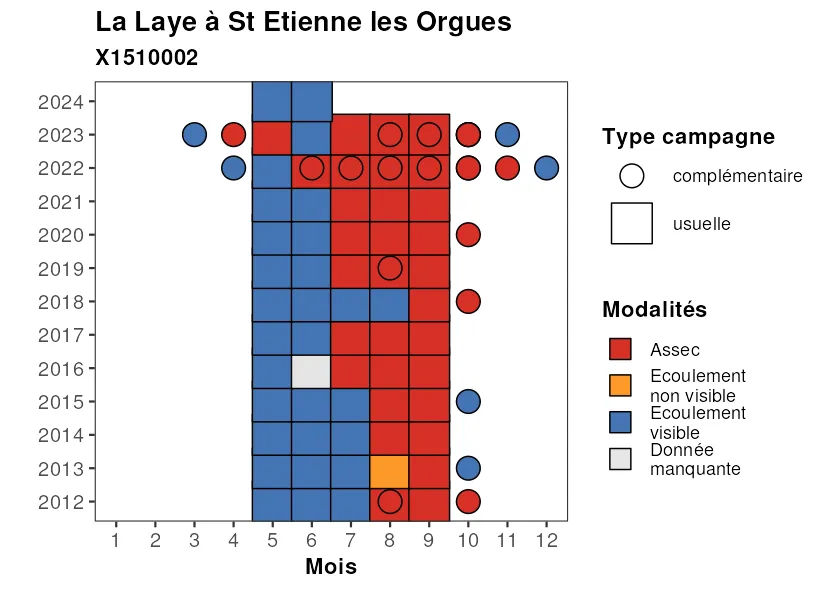 La Laye à St Etienne les Orgues
X1510002
2024
2023
2022
2021
2020
2019
2018
2017
2016
2015
2014
2013
2012
1 2 3 4 5 6 7 8 9 10 11 12
Mois
Type campagne
complémentaire
usuelle
Modalités
Assec
Ecoulement
non visible
Ecoulement
visible
Donnée
manquante